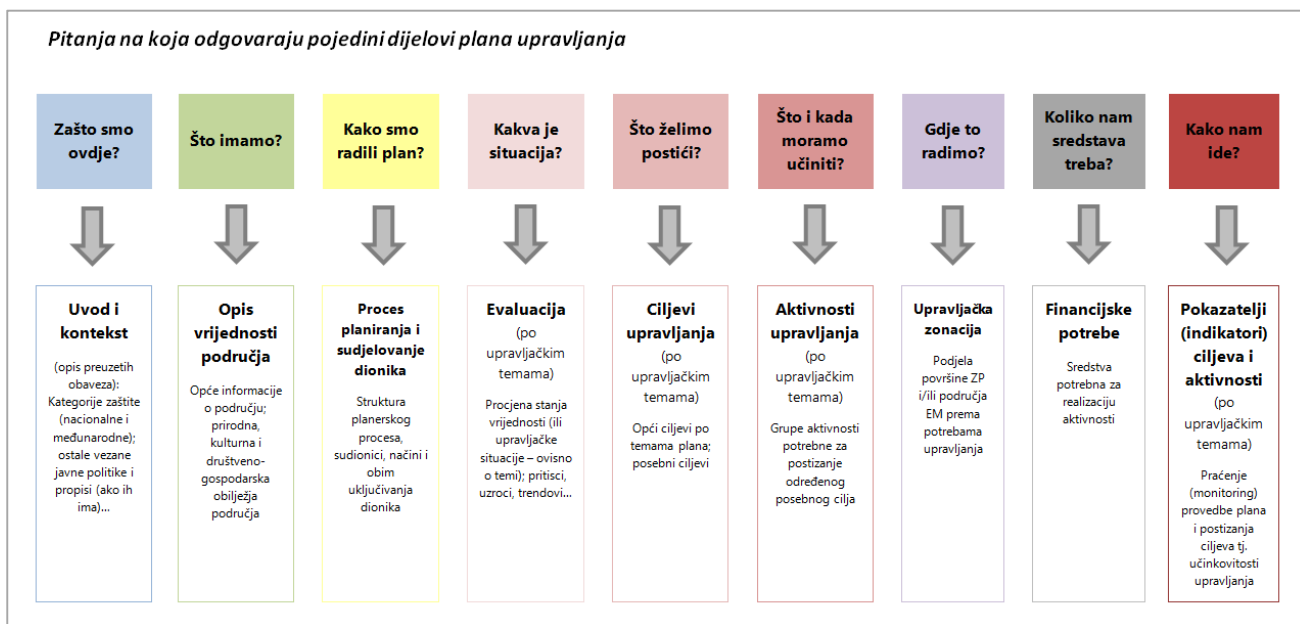 Pitanja na koja odgovaraju pojedini dijelovi plana upravljanja
Zašto smo
ovdje?
Što imamo?
Kako smo
radili plan?
Kakva je
situacija?
Što želimo
postići?
Što i kada
moramo
učiniti?
Gdje to
radimo?
Koliko nam
sredstava
treba?
Kako nam
ide?
Uvod i
kontekst
(opis preuzetih
obaveza):
Kategorije zaštite
(nacionalne i
međunarodne);
ostale vezane
javne politike i
propisi (ako ih
ima)...
Opis
vrijednosti
područja
Opće informacije
o području;
prirodna,
kulturna i
društveno-
gospodarska
obilježja
područja
Proces
planiranja i
sudjelovanje
dionika
Struktura
planerskog
procesa,
sudionici, načini i
obim
uključivanja
dionika
Evaluacija
(po
upravljačkim
temama)
Procjena stanja
vrijednosti (ili
upravljačke
situacije – ovisno
o temi); pritisci,
uzroci, trendovi...
Ciljevi
upravljanja
(po
upravljačkim
temama)
Opći ciljevi po
temama plana;
posebni ciljevi
Aktivnosti
upravljanja
(po
upravljačkim
temama)
Grupe aktivnosti
potrebne za
postizanje
određenog
posebnog cilja
Upravljačka
zonacija
Podjela
površine ZP
i/ili područja
EM prema
potrebama
upravljanja
Financijske
potrebe
Sredstva
potrebna za
realizaciju
aktivnosti
Pokazatelji
(indikatori)
ciljeva i
aktivnosti
(po
upravljačkim
temama)
Praćenje
(monitoring)
provedbe plana
i postizanja
ciljeva tj.
učinkovitosti
upravljanja